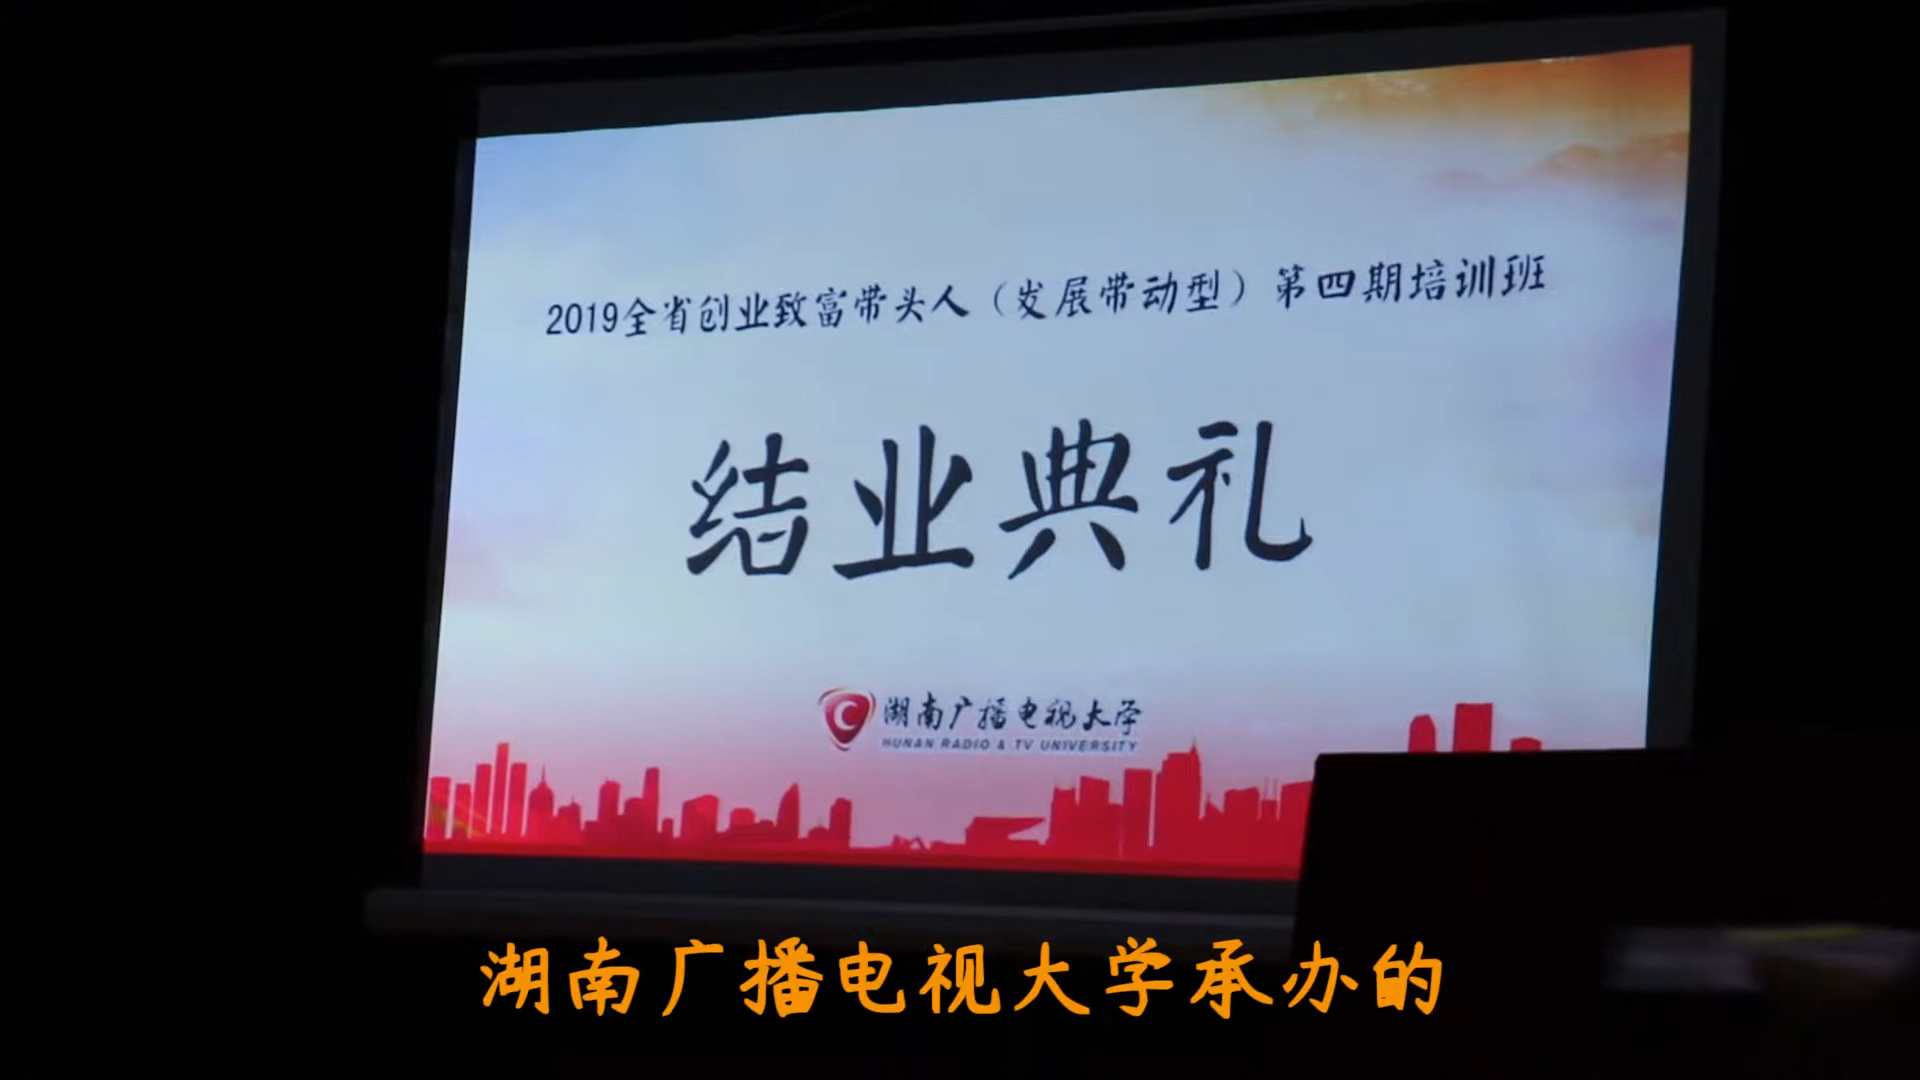 2019全省创业致富带头人（发展带动型）第四期培训班
结业典礼
湖南广播电视大学
HUNAN RADIO & TV UNIVERSITY
湖南广播电视大学承办的